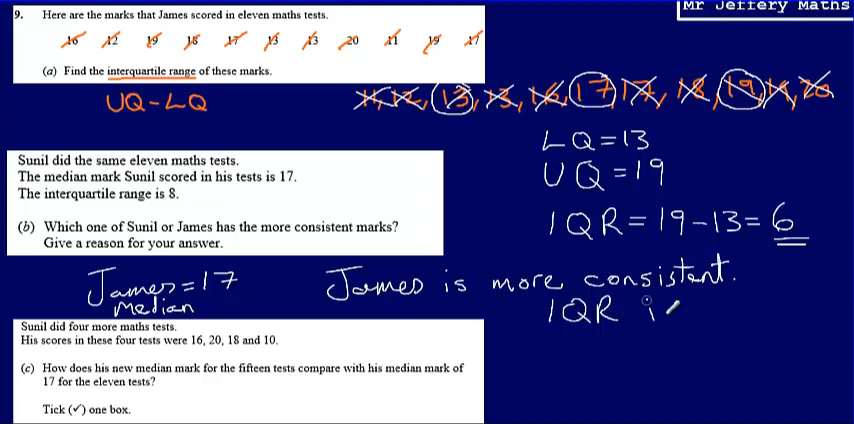 Mr Jeffery Maths
9. Here are the marks that James scored in eleven maths tests.
16 12 19 18 17 13 13 20 11 19 17
(a) Find the interquartile range of these marks.
UQ-LQ
11, 12, 13, 13, 16, 17, 17, 18, 19, 19, 20
LQ=13
UQ=19
IQR=19-13=6
Sunil did the same eleven maths tests.
The median mark Sunil scored in his tests is 17.
The interquartile range is 8.
(b) Which one of Sunil or James has the more consistent marks?
Give a reason for your answer.
James=17
Median
James is more consistent.
IQR i
Sunil did four more maths tests.
His scores in these four tests were 16, 20, 18 and 10.
(c) How does his new median mark for the fifteen tests compare with his median mark of
17 for the eleven tests?
Tick (✓) one box.